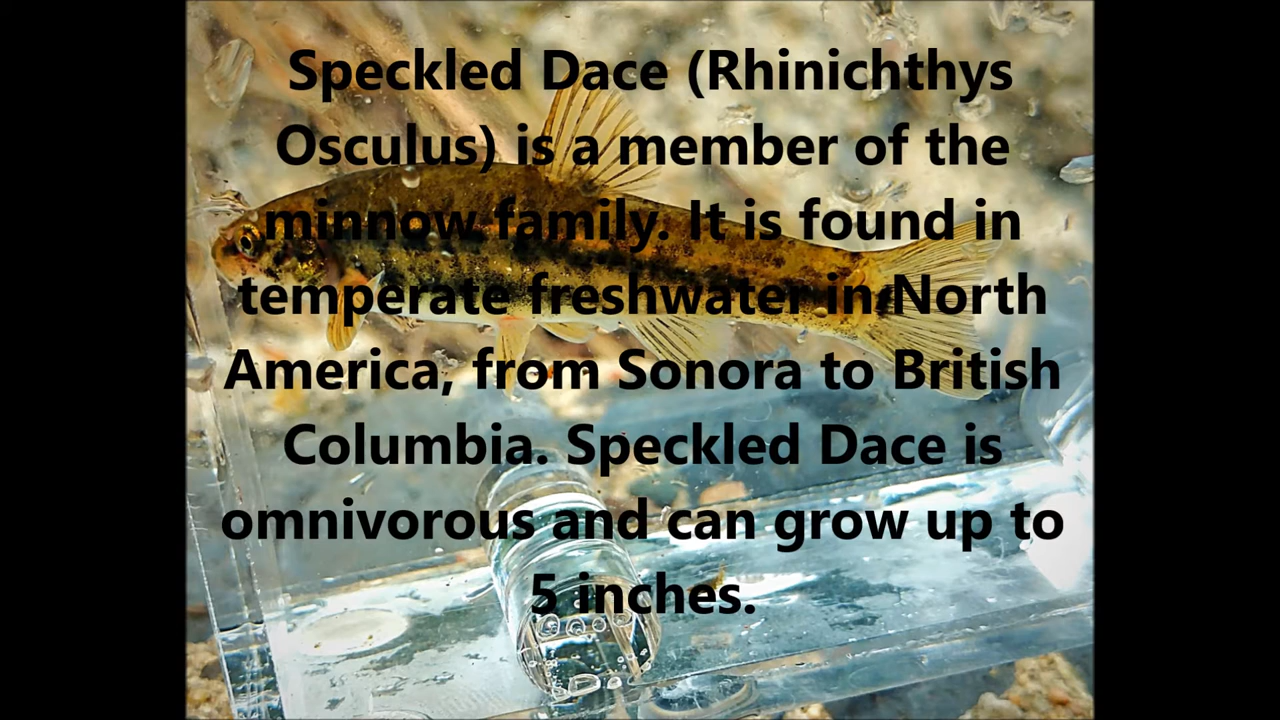 Speckled Dace (Rhinichthys
Osculus) is a member of the
minnow family. It is found in
temperate freshwater in North
America, from Sonora to British
Columbia. Speckled Dace is
omnivorous and can grow up to
5 inches.